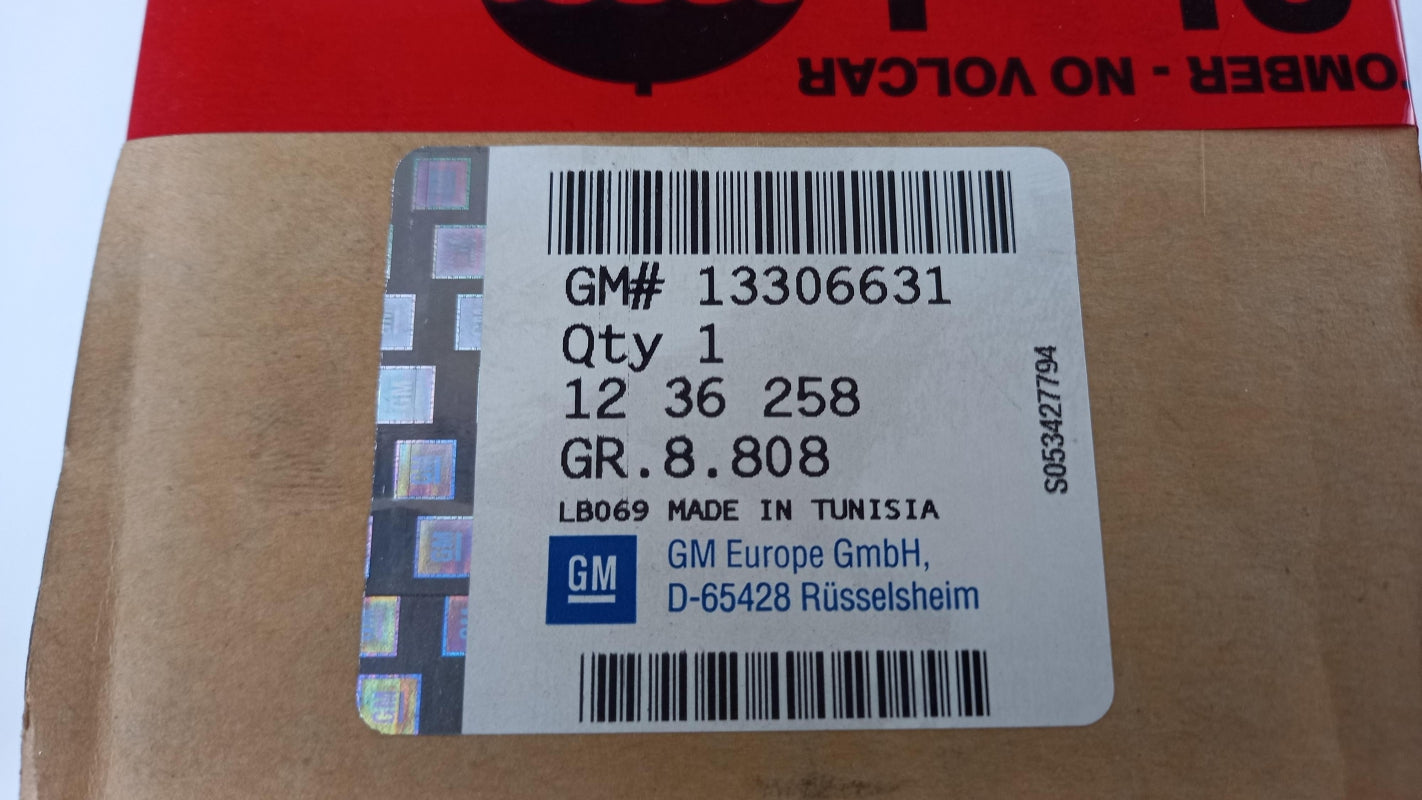 NO VOLCAR
GM# 13306631
Qty 1
12 36 258
GR.8.808
LB069 MADE IN TUNISIA
GM
GM Europe GmbH,
D-65428 Rüsselsheim
S053427794